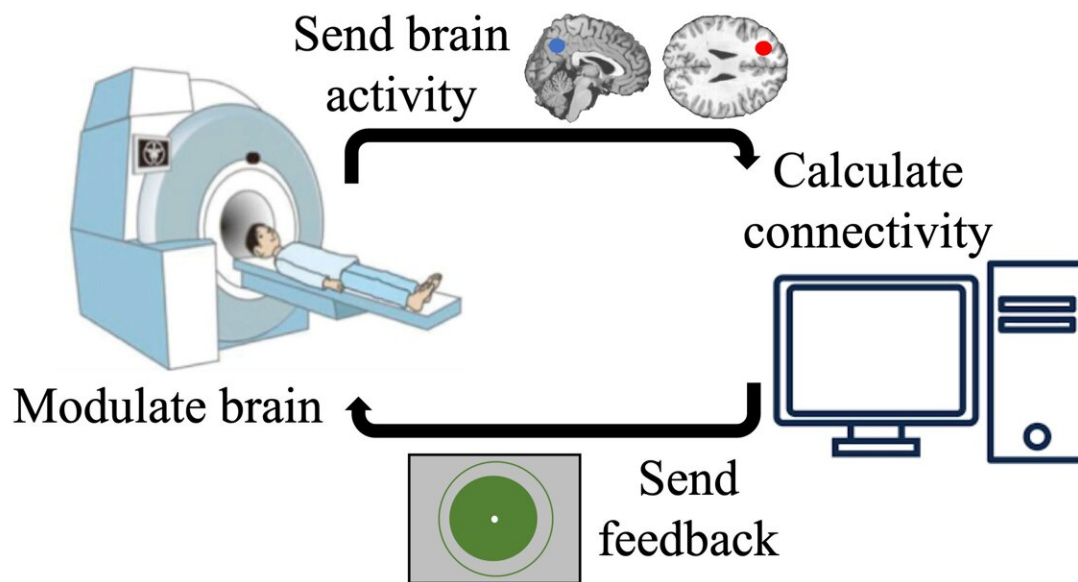 Send brain
activity
Calculate
connectivity
Modulate brain
Send
feedback